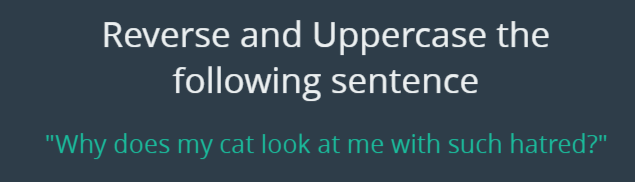 Reverse and Uppercase the
following sentence
"Why does my cat look at me with such hatred?"